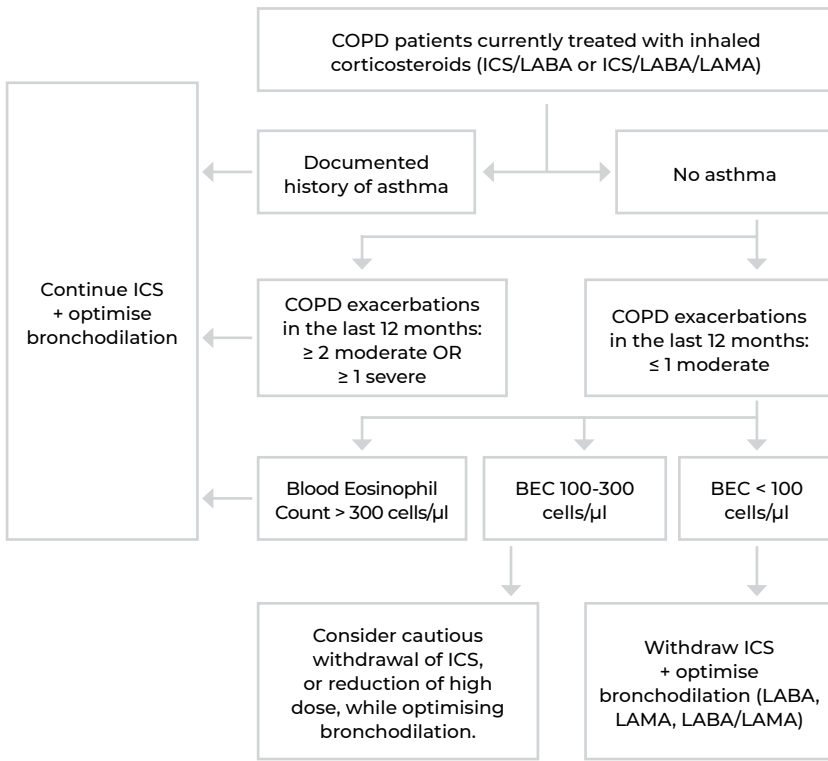 COPD patients currently treated with inhaled
corticosteroids (ICS/LABA or ICS/LABA/LAMA)
Documented
history of asthma
No asthma
Continue ICS
+ optimise
bronchodilation
COPD exacerbations
in the last 12 months:
≥ 2 moderate OR
≥ 1 severe
COPD exacerbations
in the last 12 months:
≤ 1 moderate
Blood Eosinophil
Count > 300 cells/µl
BEC 100-300
cells/µl
BEC < 100
cells/µl
Consider cautious
withdrawal of ICS,
or reduction of high
dose, while optimising
bronchodilation.
Withdraw ICS
+ optimise
bronchodilation (LABA,
LAMA, LABA/LAMA)